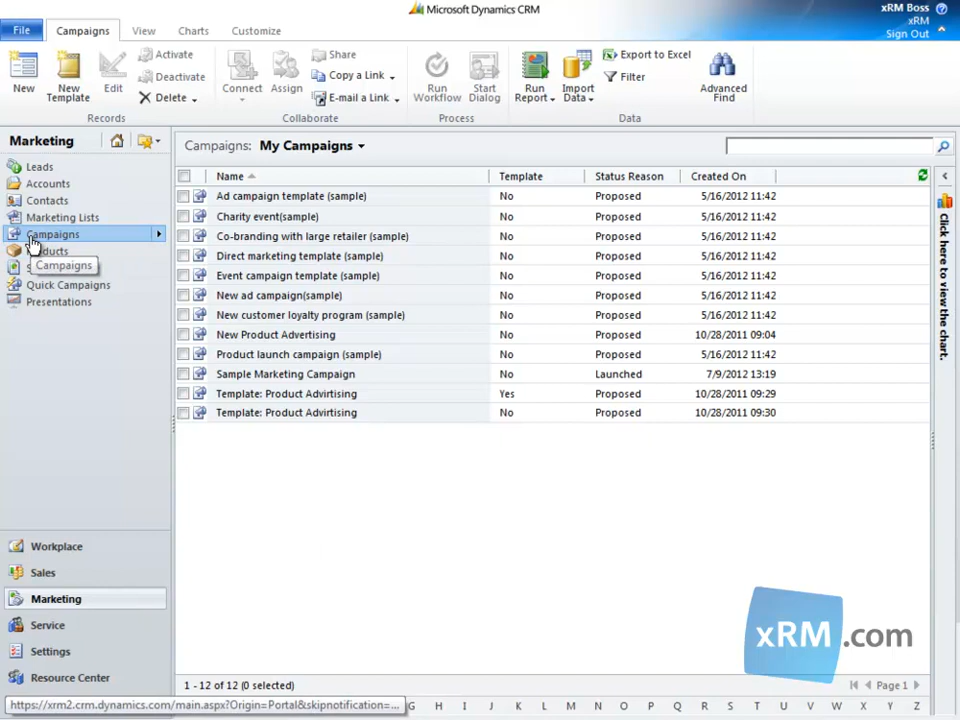 Microsoft Dynamics CRM
xRM Boss
xRM
Sign Out
File
Campaigns
View
Charts
Customize
New
New Template
Edit
Activate
Deactivate
Delete
Records
Connect
Assign
Share
Copy a Link
E-mail a Link
Collaborate
Run Workflow
Start Dialog
Process
Run Report
Import Data
Export to Excel
Filter
Advanced Find
Data
Marketing
Leads
Accounts
Contacts
Marketing Lists
Campaigns
Campaigns
Quick Campaigns
Presentations
Workplace
Sales
Marketing
Service
Settings
Resource Center
Campaigns: My Campaigns
Name Template Status Reason Created On
Ad campaign template (sample) No Proposed 5/16/2012 11:42
Charity event(sample) No Proposed 5/16/2012 11:42
Co-branding with large retailer (sample) No Proposed 5/16/2012 11:42
Direct marketing template (sample) No Proposed 5/16/2012 11:42
Event campaign template (sample) No Proposed 5/16/2012 11:42
New ad campaign(sample) No Proposed 5/16/2012 11:42
New customer loyalty program (sample) No Proposed 5/16/2012 11:42
New Product Advertising No Proposed 10/28/2011 09:04
Product launch campaign (sample) No Proposed 5/16/2012 11:42
Sample Marketing Campaign No Launched 7/9/2012 13:19
Template: Product Advirtising Yes Proposed 10/28/2011 09:29
Template: Product Advirtising No Proposed 10/28/2011 09:30
Click here to view the chart.
xRM.com
1 - 12 of 12 (0 selected)
Page 1
https://xrm2.crm.dynamics.com/main.aspx?Origin=Portal&skipnotification=...
G H I J K L M N O P Q R S T U V W X Y Z